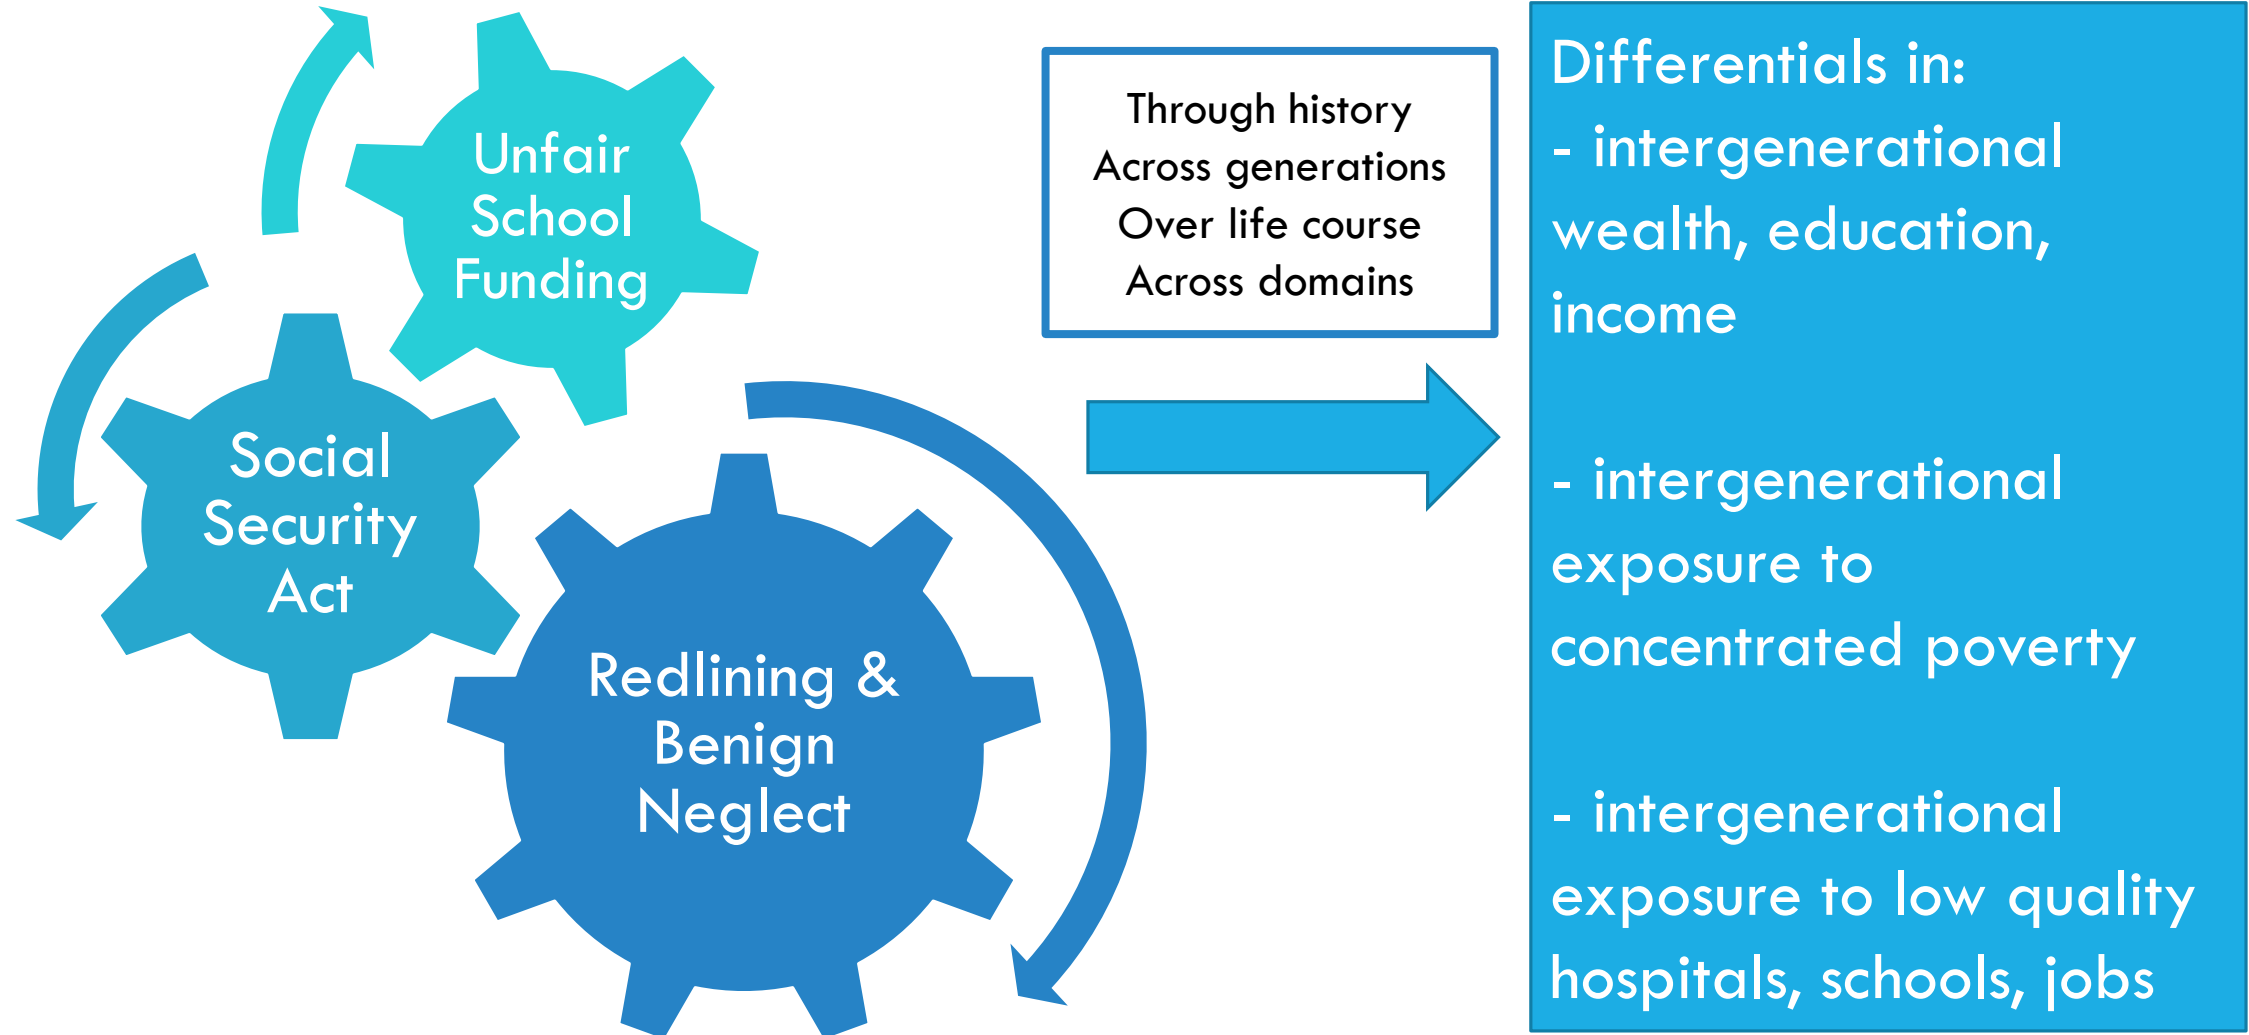 Unfair
School
Funding
Social
Security
Act
Redlining &
Benign
Neglect
Through history
Across generations
Over life course
Across domains
Differentials in:
- intergenerational
wealth, education,
income
- intergenerational
exposure to
concentrated poverty
- intergenerational
exposure to low quality
hospitals, schools, jobs